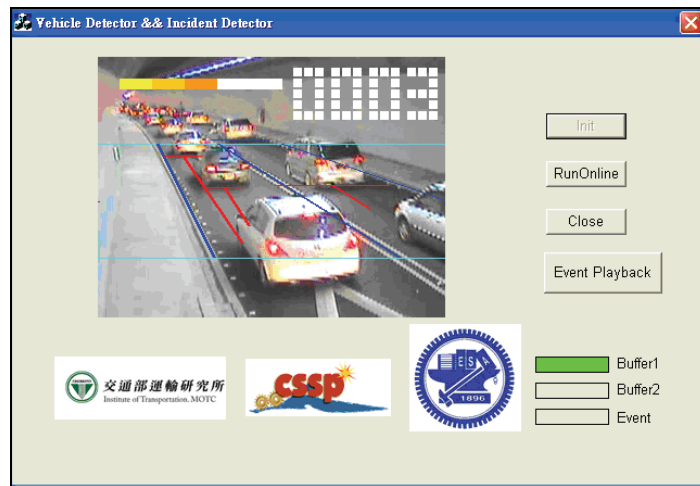 Vehicle Detector && Incident Detector
0003
Init
RunOnline
Close
Event Playback
交通部運輸研究所
Institute of Transportation. MOTC
cssp
ESA
1896
Buffer1
Buffer2
Event